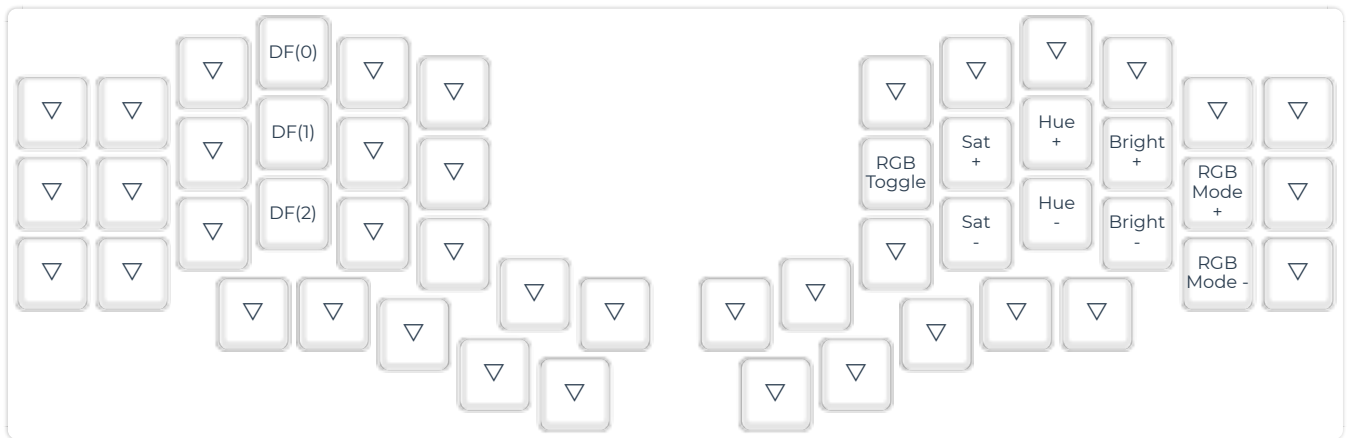 DF(0)
DF(1)
DF(2)
RGB
Toggle
Sat
+
Hue
+
Bright
+
RGB
Mode
+
Sat
-
Hue
-
Bright
-
RGB
Mode -